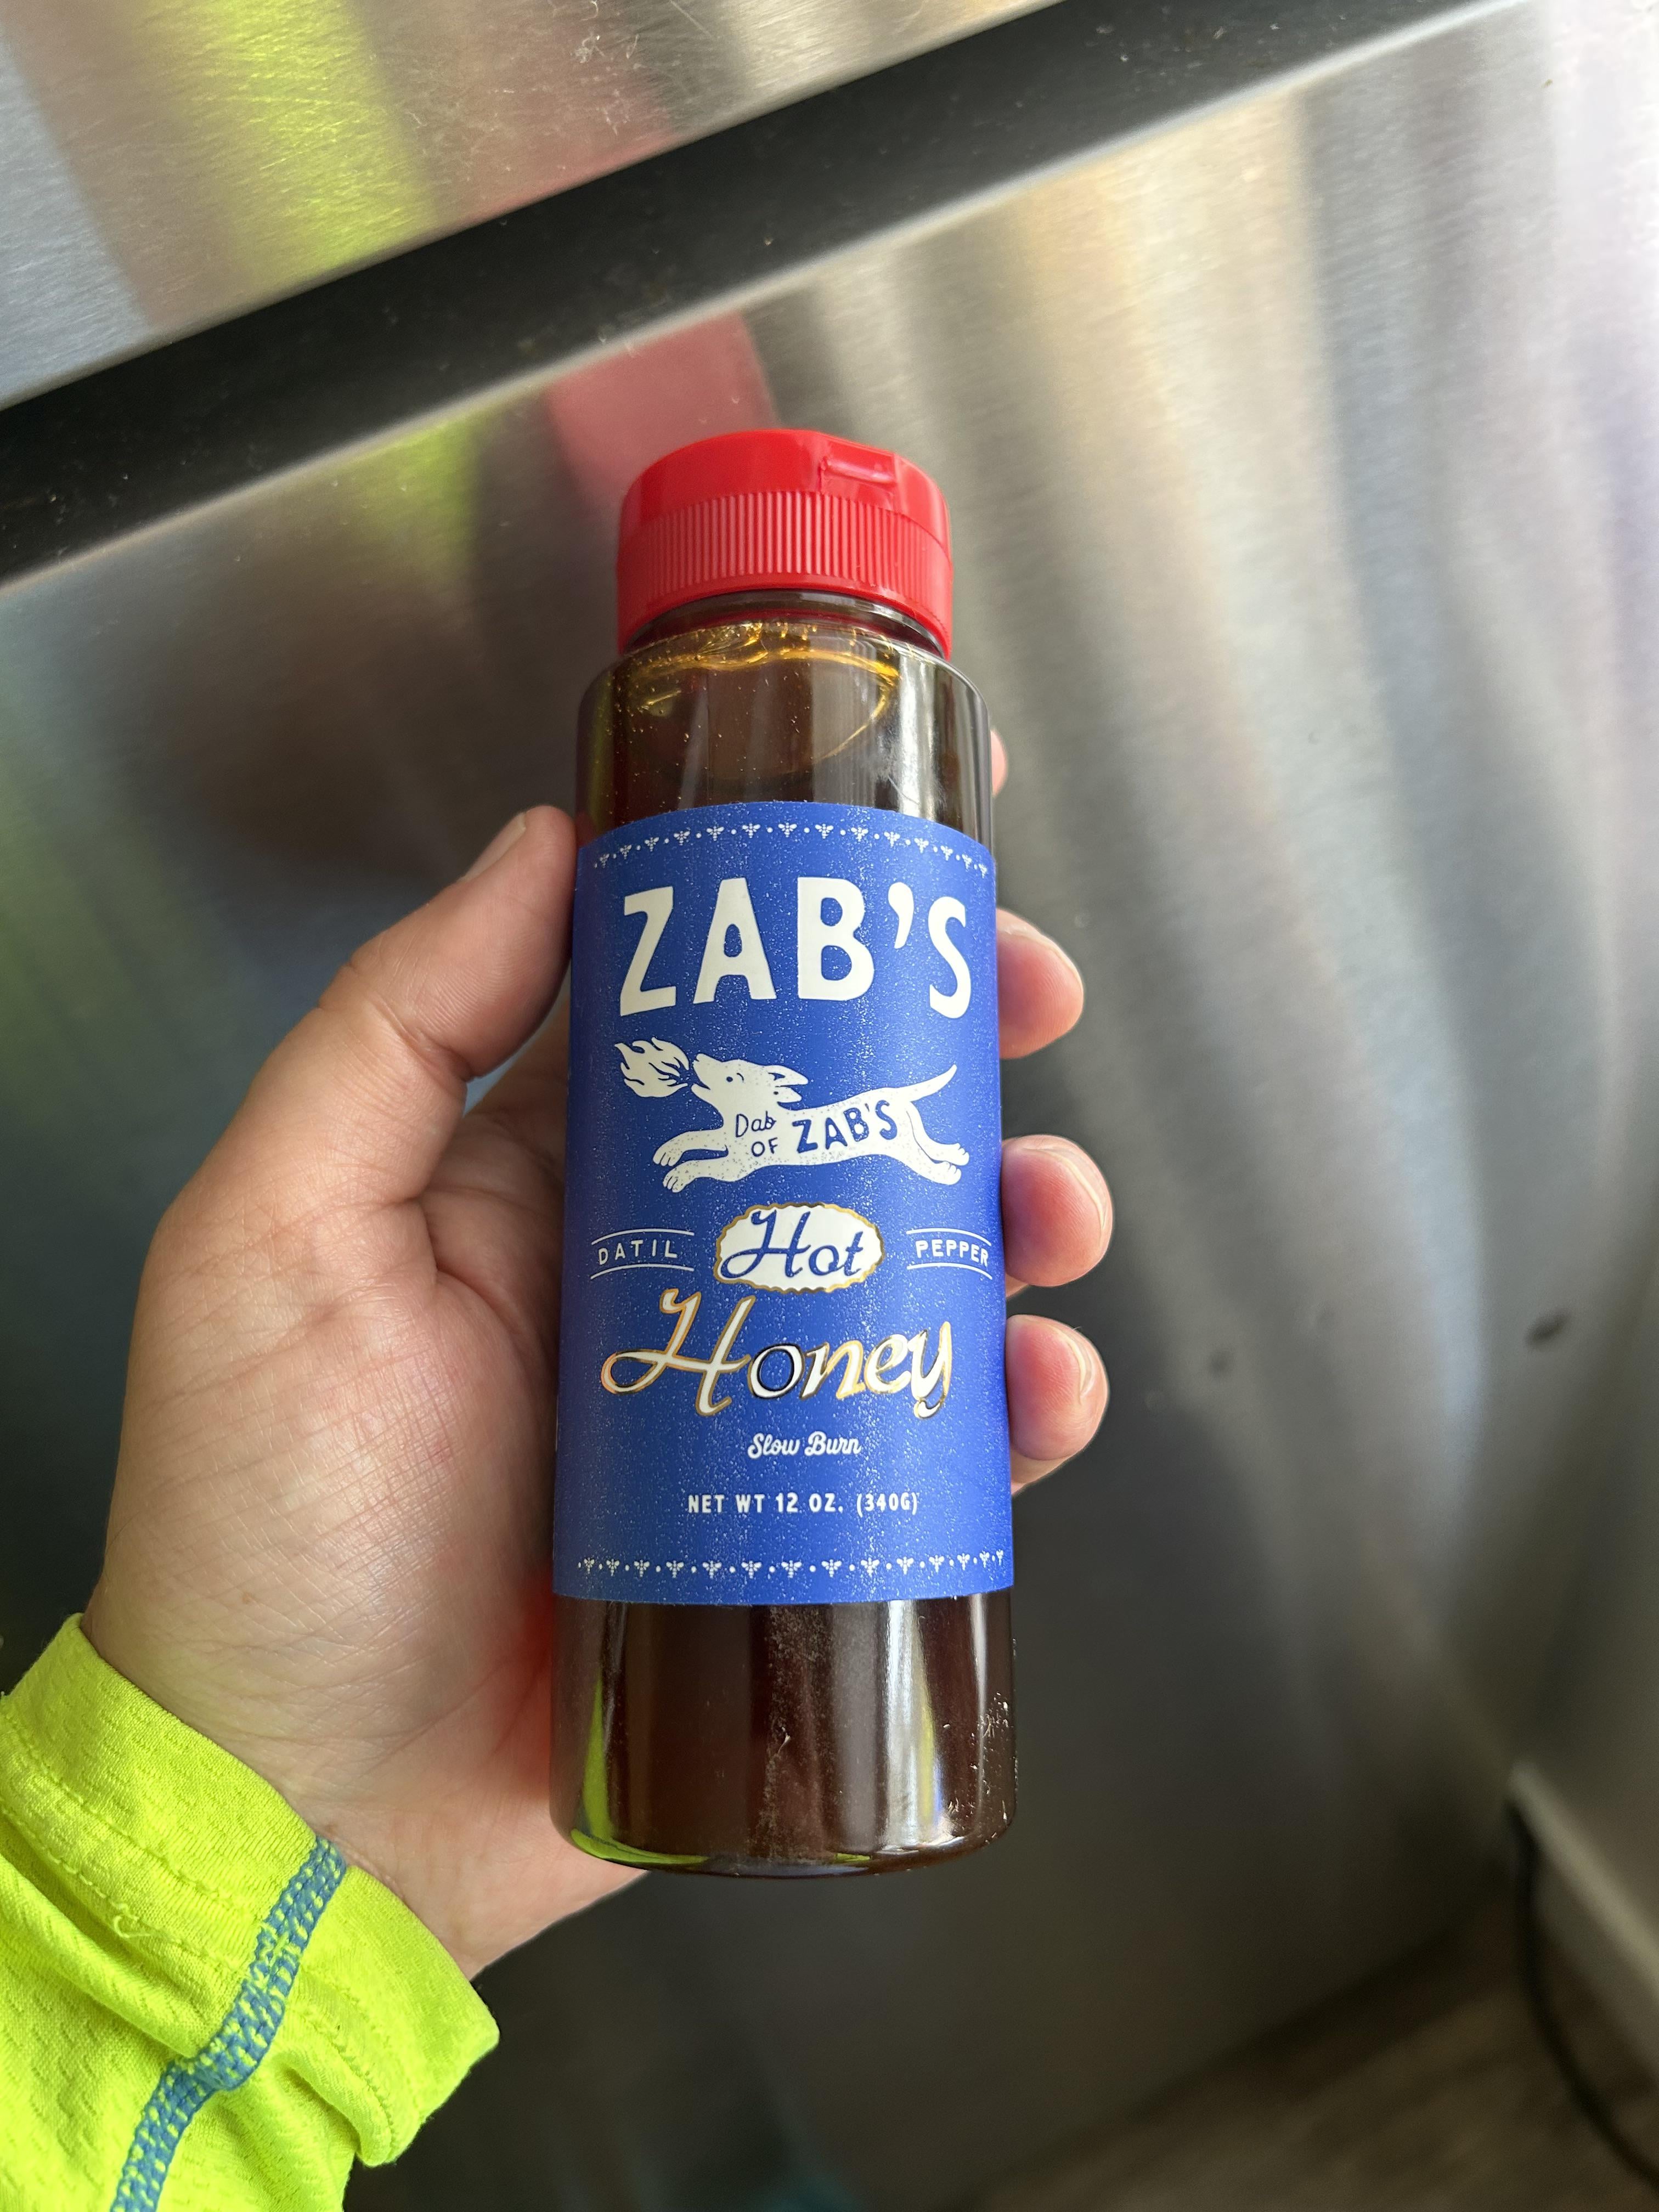 ZAB'S
Dab
OF ZAB'S
DATIL Hot PEPPER
Honey
Slow Burn
NET WT 12 OZ. (340G)